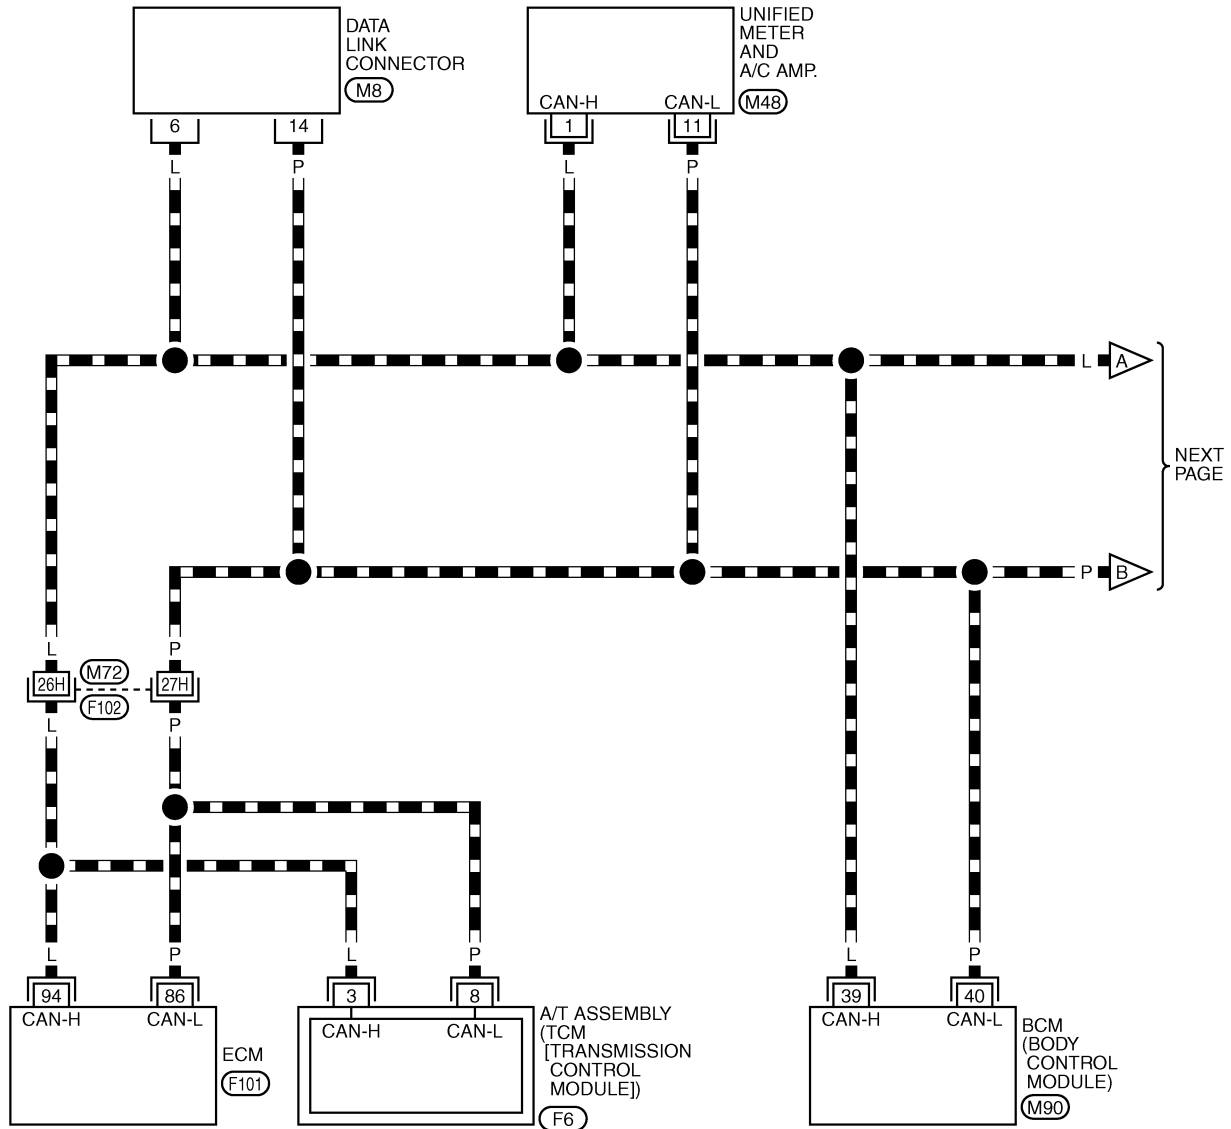 DATA
LINK
CONNECTOR
M8
UNIFIED
METER
AND
A/C AMP.
M48
CAN-H
CAN-L
6
14
1
11
L
P
L
P
L
A
NEXT
PAGE
P
B
L
P
26H
M72
27H
F102
L
P
L
P
L
P
L
P
94
86
3
8
39
40
CAN-H
CAN-L
CAN-H
CAN-L
CAN-H
CAN-L
ECM
F101
A/T ASSEMBLY
(TCM
[TRANSMISSION
CONTROL
MODULE])
F6
BCM
(BODY
CONTROL
MODULE)
M90